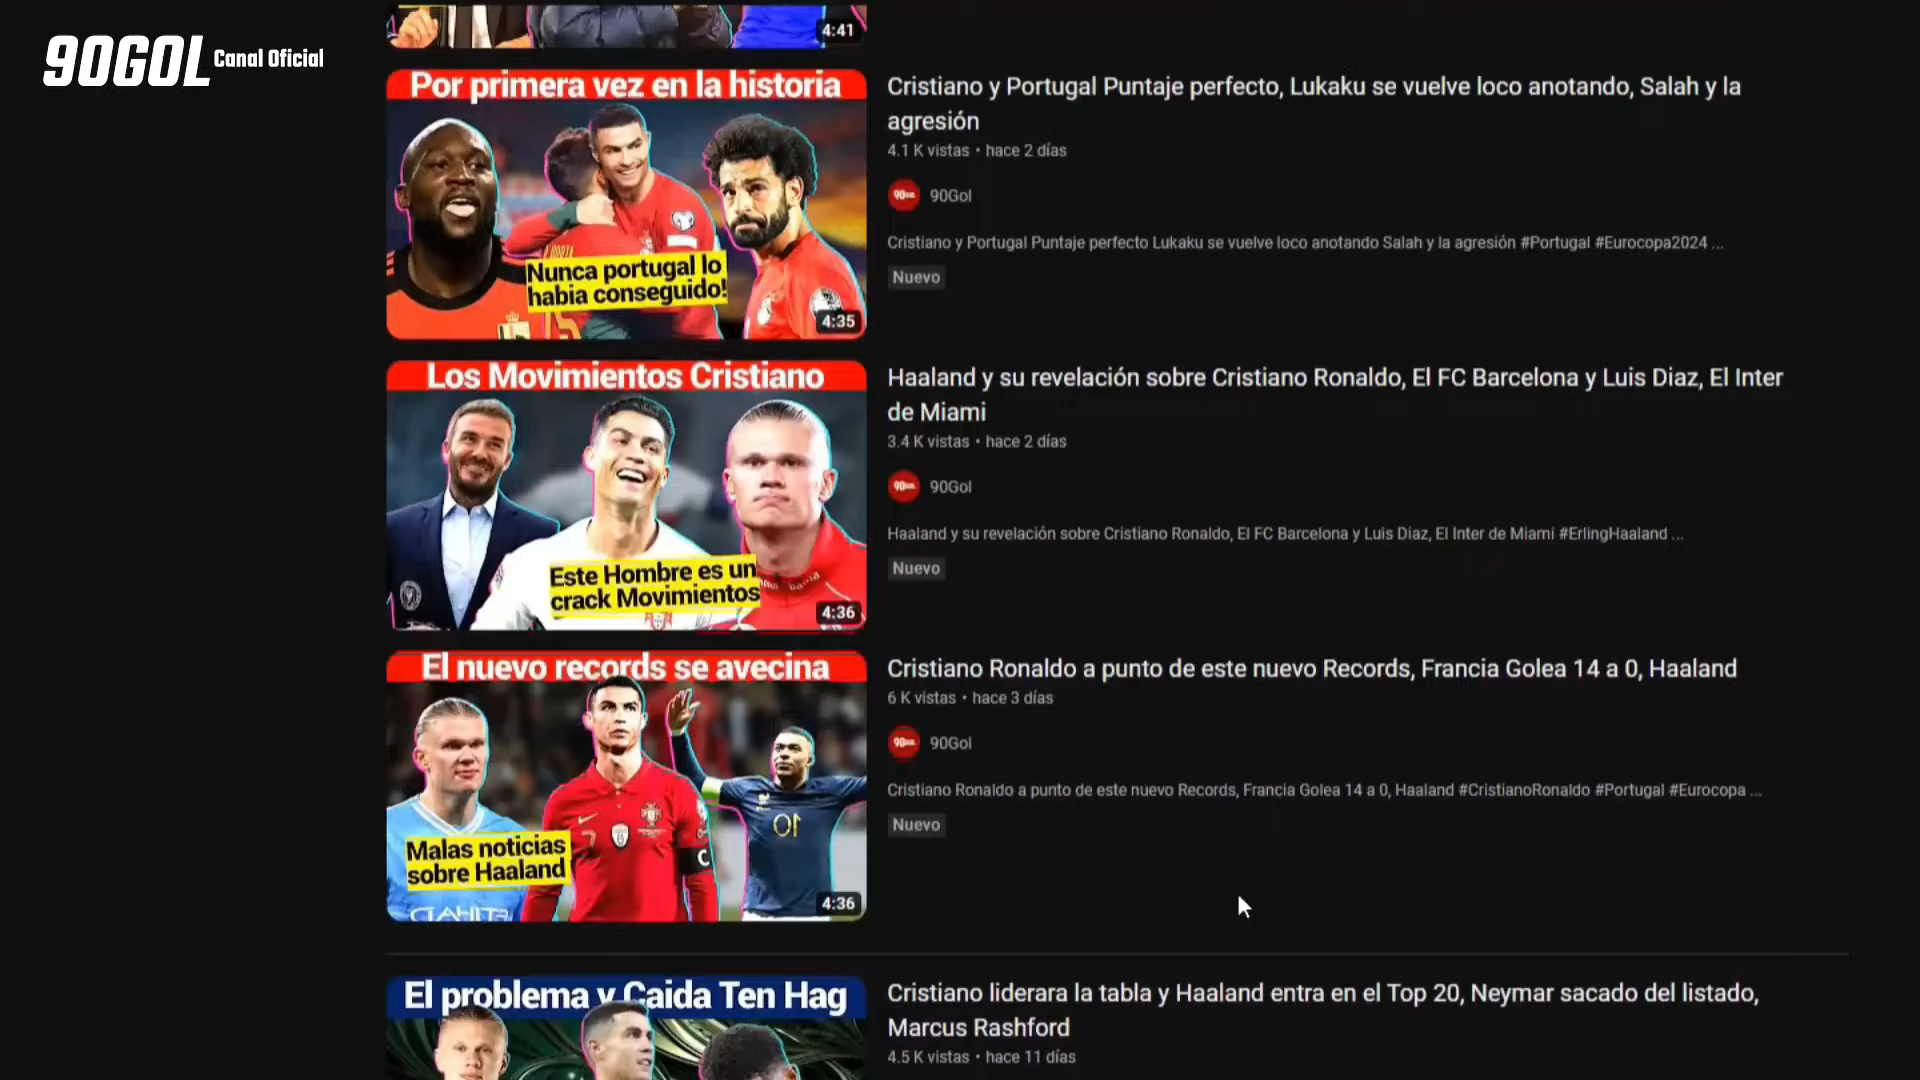 90GOL Canal Oficial
4:41
Por primera vez en la historia
Nunca portugal lo
habia conseguido!
4:35
Cristiano y Portugal Puntaje perfecto, Lukaku se vuelve loco anotando, Salah y la
agresión
4.1 K vistas • hace 2 días
90Gol
Cristiano y Portugal Puntaje perfecto Lukaku se vuelve loco anotando Salah y la agresión #Portugal #Eurocopa2024 ...
Nuevo
Los Movimientos Cristiano
Este Hombre es un
crack Movimientos
4:36
Haaland y su revelación sobre Cristiano Ronaldo, El FC Barcelona y Luis Diaz, El Inter
de Miami
3.4 K vistas • hace 2 días
90Gol
Haaland y su revelación sobre Cristiano Ronaldo, El FC Barcelona y Luis Diaz, El Inter de Miami #ErlingHaaland ...
Nuevo
El nuevo records se avecina
Malas noticias
sobre Haaland
4:36
Cristiano Ronaldo a punto de este nuevo Records, Francia Golea 14 a 0, Haaland
6 K vistas • hace 3 días
90Gol
Cristiano Ronaldo a punto de este nuevo Records, Francia Golea 14 a 0, Haaland #CristianoRonaldo #Portugal #Eurocopa ...
Nuevo
El problema y Caida Ten Hag
Cristiano liderara la tabla y Haaland entra en el Top 20, Neymar sacado del listado,
Marcus Rashford
4.5 K vistas • hace 11 días